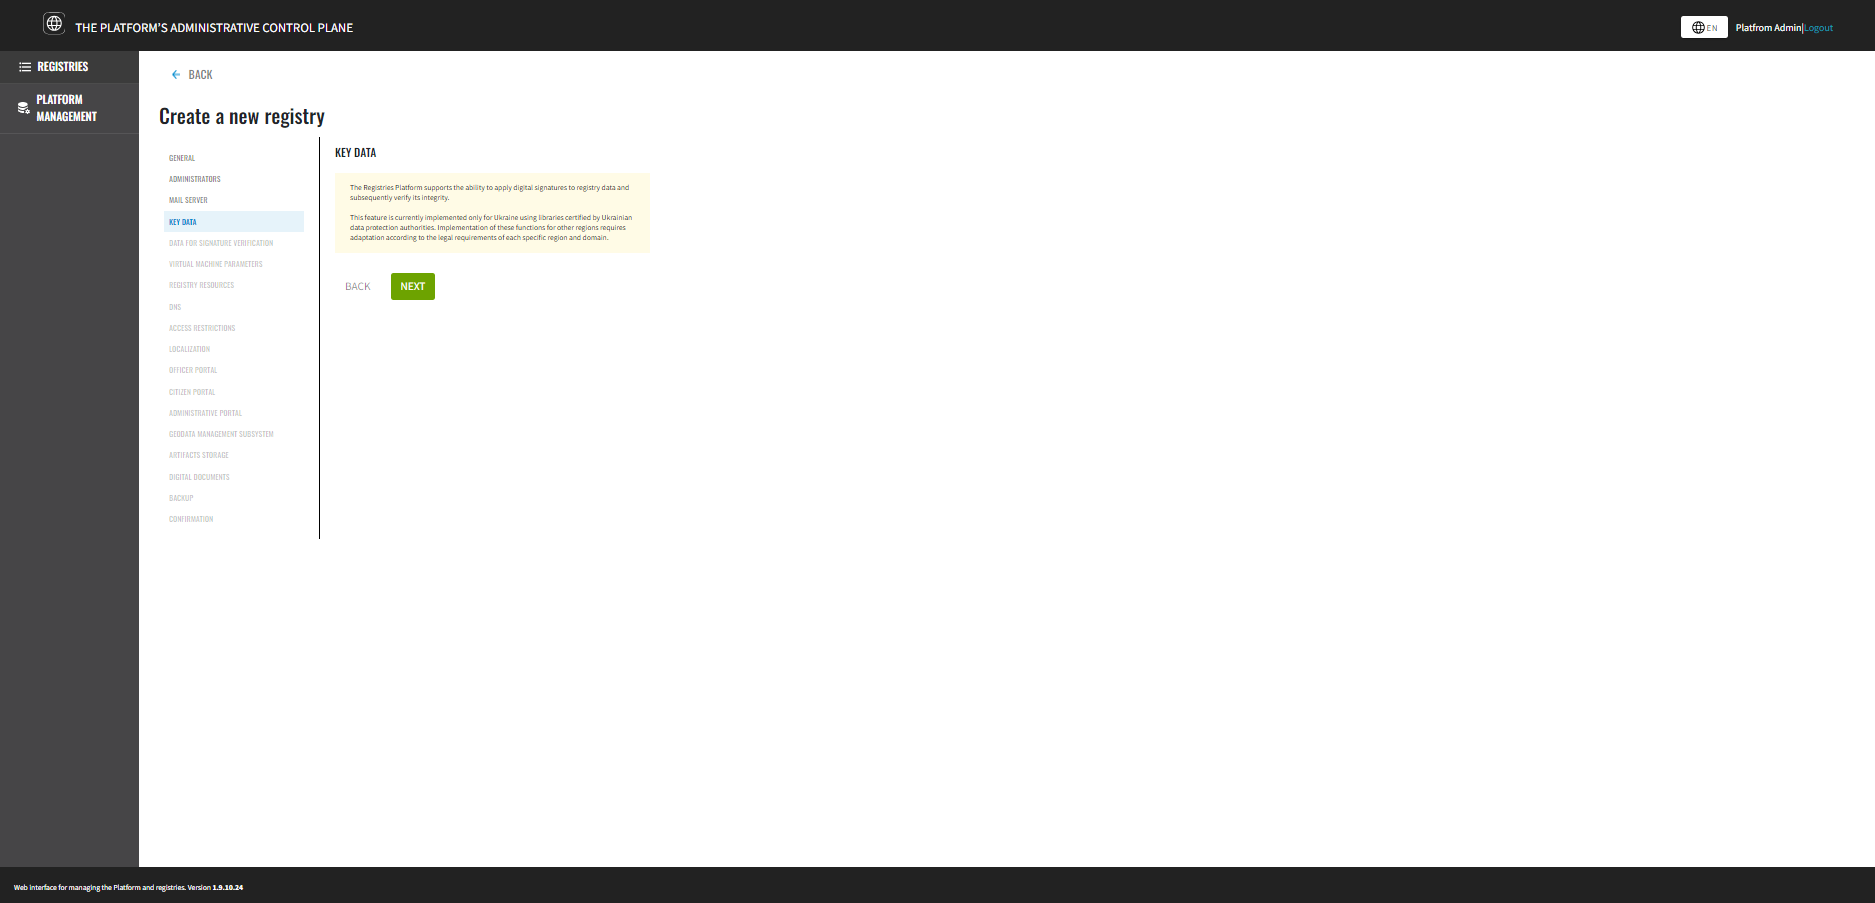 THE PLATFORM'S ADMINISTRATIVE CONTROL PLANE
EN
Platfrom Admin|Logout
REGISTRIES
PLATFORM
MANAGEMENT
BACK
Create a new registry
GENERAL
ADMINISTRATORS
MAIL SERVER
KEY DATA
DATA FOR SIGNATURE VERIFICATION
VIRTUAL MACHINE PARAMETERS
REGISTRY RESOURCES
DNS
ACCESS RESTRICTIONS
LOCALIZATION
OFFICER PORTAL
CITIZEN PORTAL
ADMINISTRATIVE PORTAL
GEODATA MANAGEMENT SUBSYSTEM
ARTIFACTS STORAGE
DIGITAL DOCUMENTS
BACKUP
CONFIRMATION
KEY DATA
The Registries Platform supports the ability to apply digital signatures to registry data and
subsequently verify its integrity.
This feature is currently implemented only for Ukraine using libraries certified by Ukrainian
data protection authorities. Implementation of these functions for other regions requires
adaptation according to the legal requirements of each specific region and domain.
BACK
NEXT
Web interface for managing the Platform and registries. Version 1.9.10.24